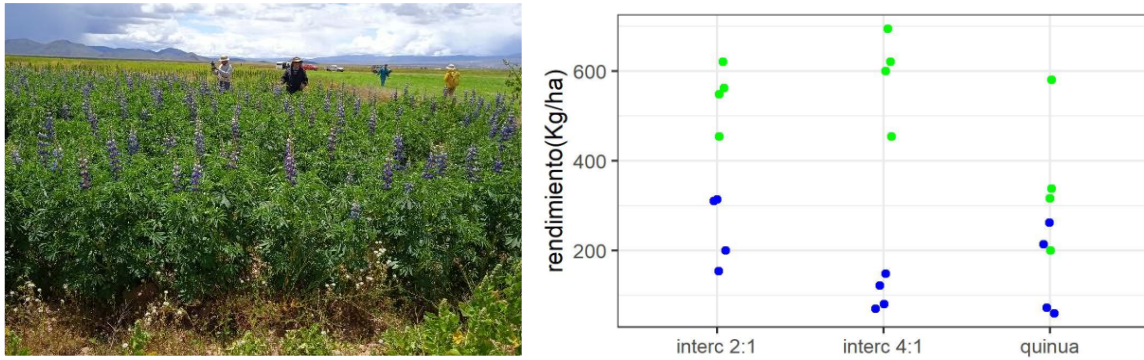 rendimiento(Kg/ha)
600
400
200
interc 2:1
interc 4:1
quinua